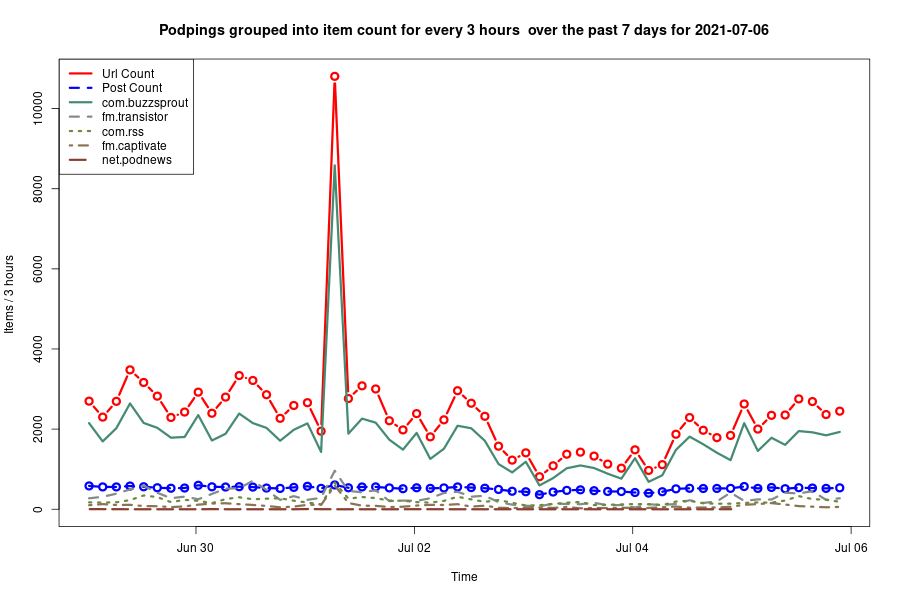 Podpings grouped into item count for every 3 hours  over the past 7 days for 2021-07-06
Url Count
Post Count
com.buzzsprout
fm.transistor
com.rss
fm.captivate
net.podnews
Items / 3 hours
10000
8000
6000
4000
2000
0
Jun 30
Jul 02
Jul 04
Jul 06
Time